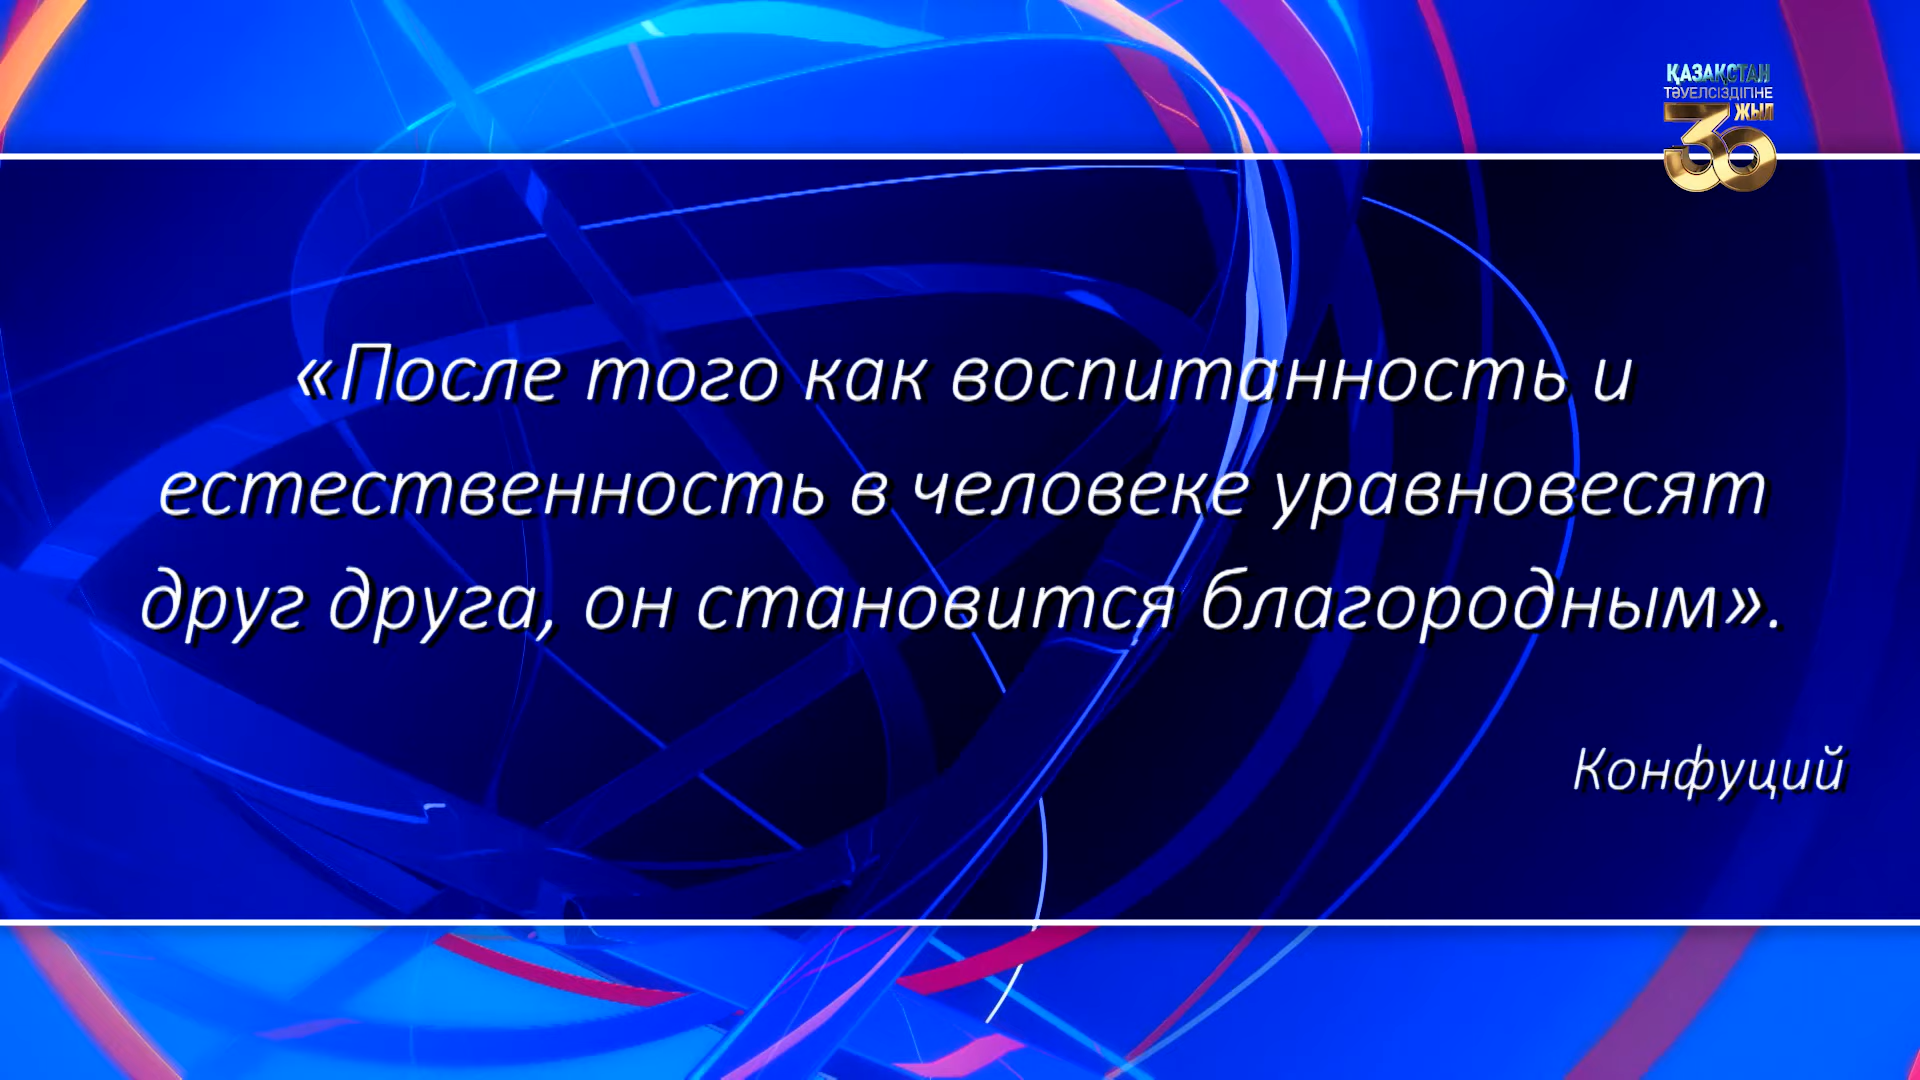 ҚАЗАҚСТАН
ТӘУЕЛСІЗДІГІНЕ
30 ЖЫЛ
«После того как воспитанность и
естественность в человеке уравновесят
друг друга, он становится благородным».
Конфуций